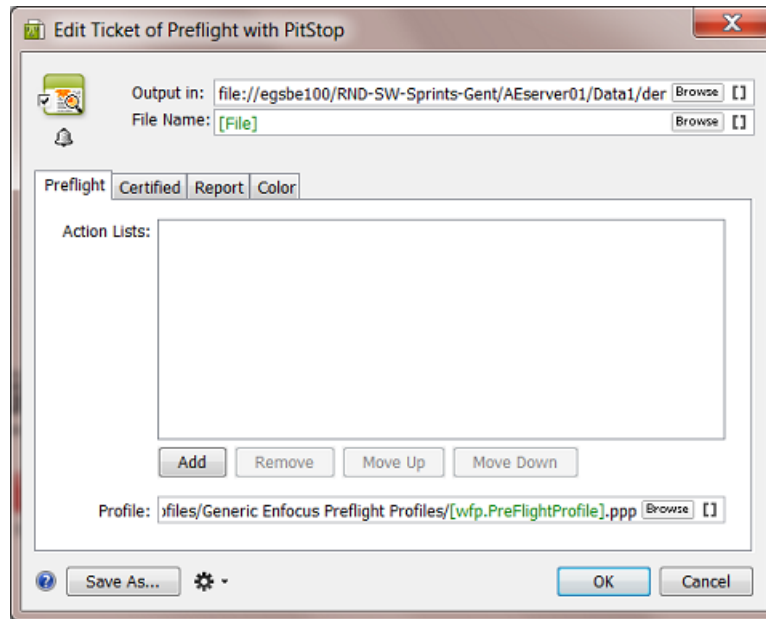 Edit Ticket of Preflight with PitStop
Output in: file://egsbe100/RND-SW-Sprints-Gent/AEserver01/Data1/der Browse []
File Name: [File] Browse []
Preflight Certified Report Color
Action Lists:
Add Remove Move Up Move Down
Profile: ofiles/Generic Enfocus Preflight Profiles/[wfp.PreFlightProfile].ppp Browse []
? Save As... OK Cancel